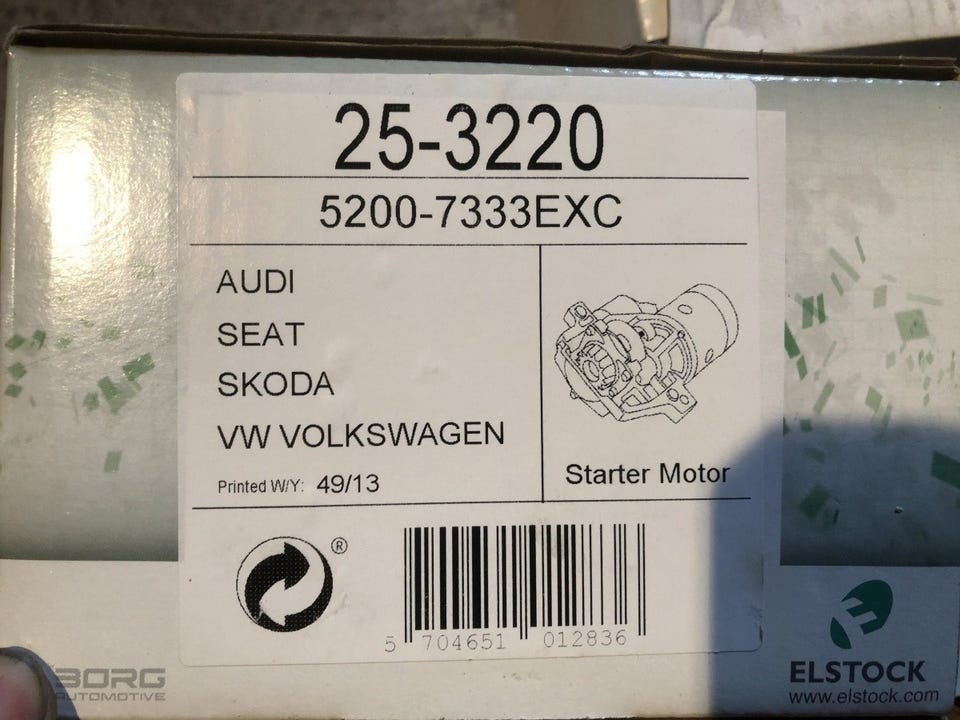 25-3220
5200-7333EXC
AUDI
SEAT
SKODA
VW VOLKSWAGEN
Printed W/Y: 49/13
Starter Motor
®
5 704651 012836
BORG
AUTOMOTIVE
ELSTOCK
www.elstock.com